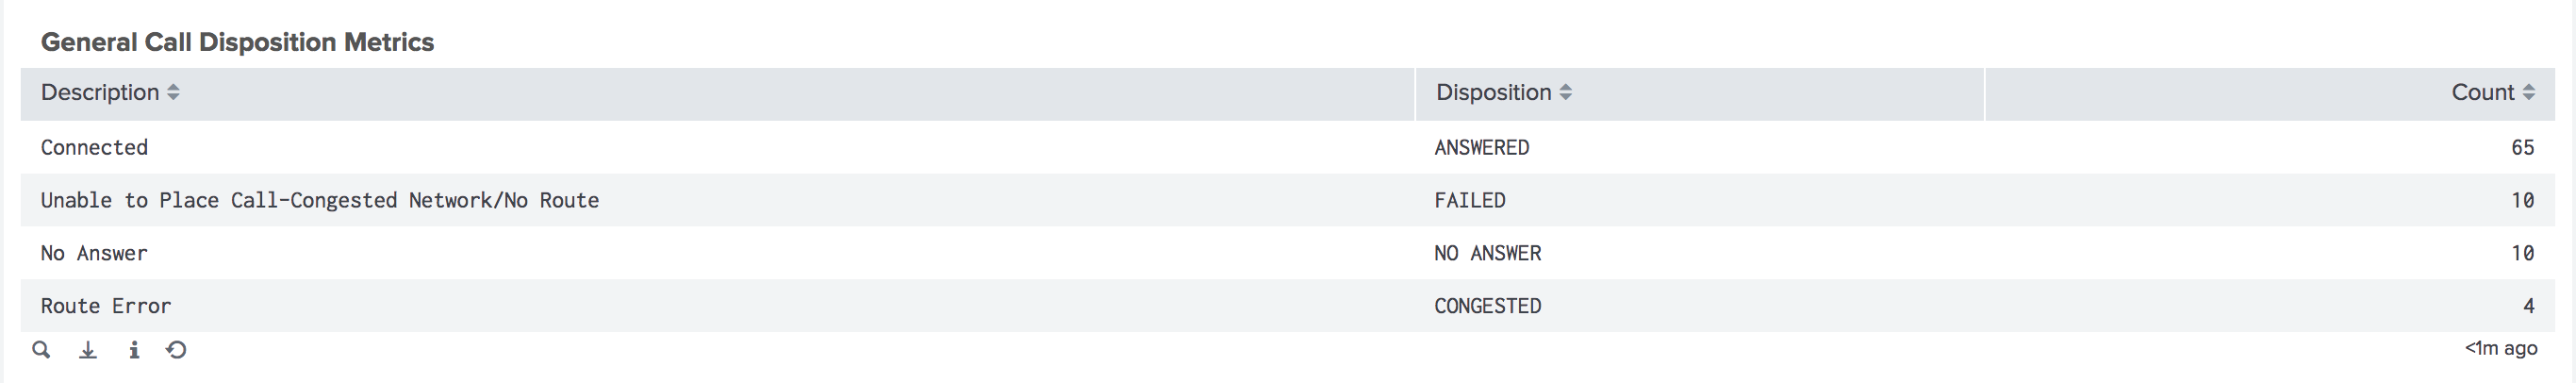 General Call Disposition Metrics
Description Disposition Count
Connected ANSWERED 65
Unable to Place Call-Congested Network/No Route FAILED 10
No Answer NO ANSWER 10
Route Error CONGESTED 4
<1m ago